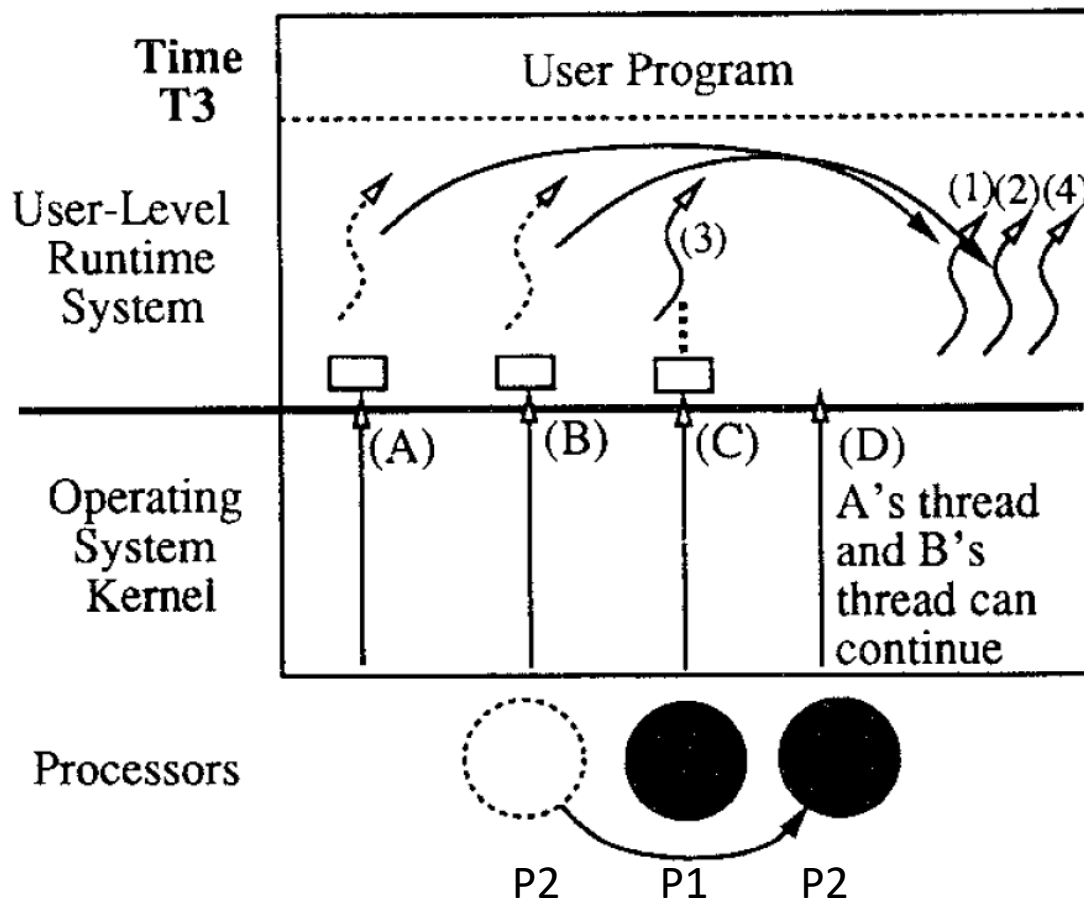 Time
T3
User Program
User-Level
Runtime
System
(1)(2)(4)
(3)
(A)
(B)
(C)
(D)
Operating
System
Kernel
A's thread
and B's
thread can
continue
Processors
P2
P1
P2